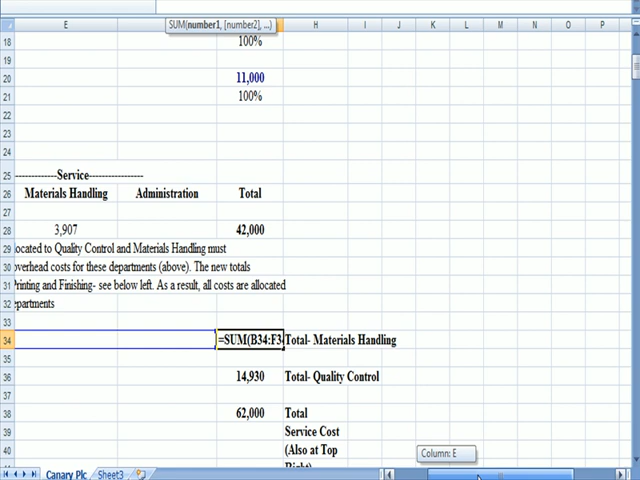 SUM(number1, [number2], ...)
E H I J K L M N O P
18 100%
19
20 11,000
21 100%
22
23
24
25 -------------Service-----------------
26 Materials Handling Administration Total
27
28 3,907 42,000
29 located to Quality Control and Materials Handling must
30 overhead costs for these departments (above). The new totals
31 Printing and Finishing- see below left. As a result, all costs are allocated
32 epartments
33
34 =SUM(B34:F34 Total- Materials Handling
35
36 14,930 Total- Quality Control
37
38 62,000 Total
39 Service Cost
40 (Also at Top
Right)
Column: E
Canary Plc Sheet3